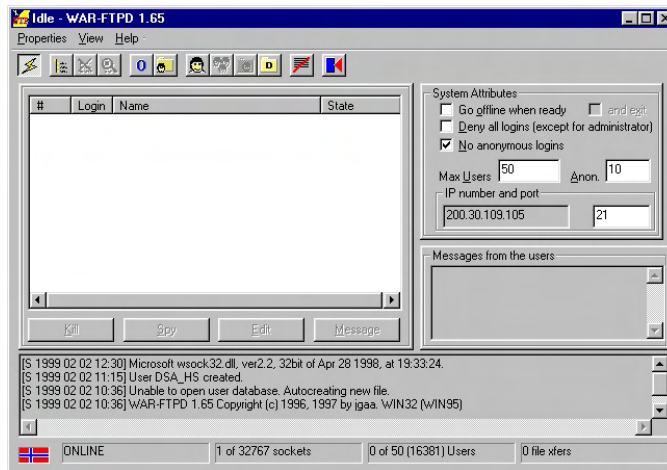 Idle - WAR-FTPD 1.65
Properties View Help
0 D
# Login Name State
Kill Spy Edit Message
System Attributes
Go offline when ready and exit
Deny all logins (except for administrator)
No anonymous logins
Max Users 50 Anon. 10
IP number and port
200.30.109.105 21
Messages from the users
[S 1999 02 02 12:30] Microsoft wsock32.dll, ver2.2, 32bit of Apr 28 1998, at 19:33:24.
[S 1999 02 02 11:15] User DSA_HS created.
[S 1999 02 02 10:36] Unable to open user database. Autocreating new file.
[S 1999 02 02 10:36] WAR-FTPD 1.65 Copyright (c) 1996, 1997 by jgaa. WIN32 (WIN95)
ONLINE 1 of 32767 sockets 0 of 50 (16381) Users 0 file xfers